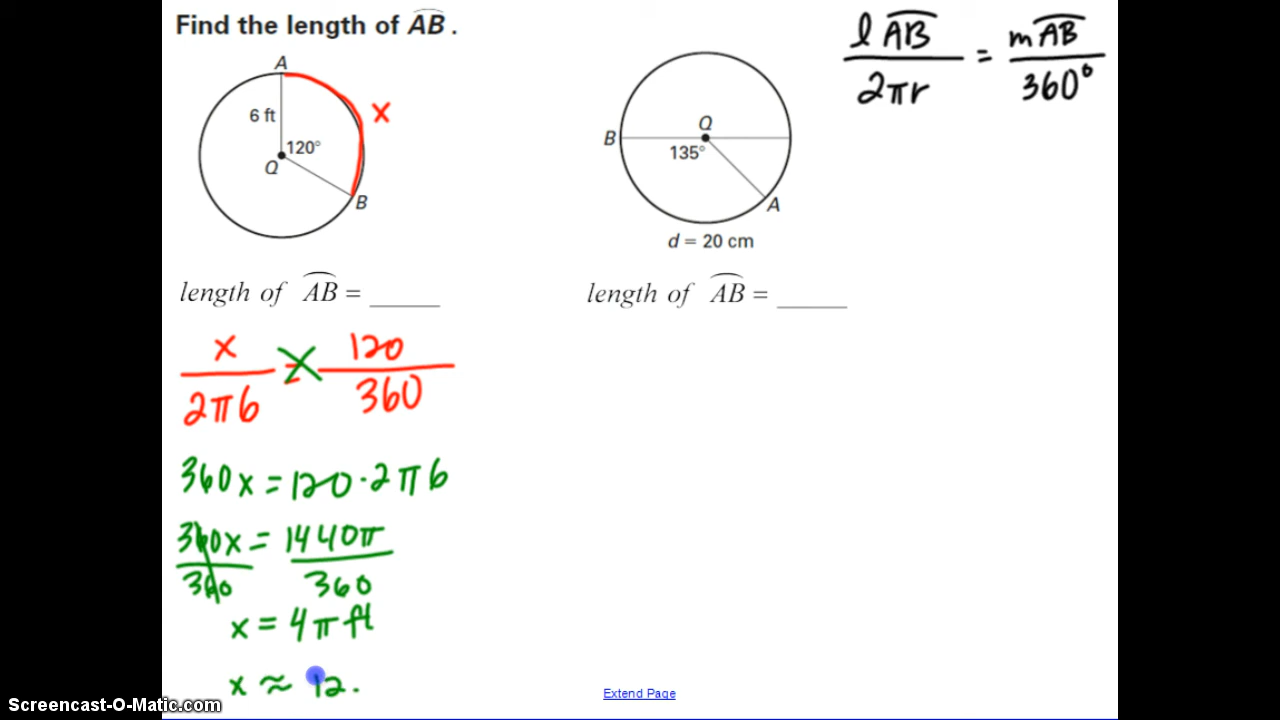 Find the length of AB.
l AB / 2πr = m AB / 360°
A
6 ft
x
120°
Q
B
Q
B
135°
A
d = 20 cm
length of AB = _____
length of AB = _____
x / 2π6 = 120 / 360
360x = 120 · 2π6
360x / 360 = 1440π / 360
x = 4π ft
x ≈ 12.
Extend Page
Screencast-O-Matic.com